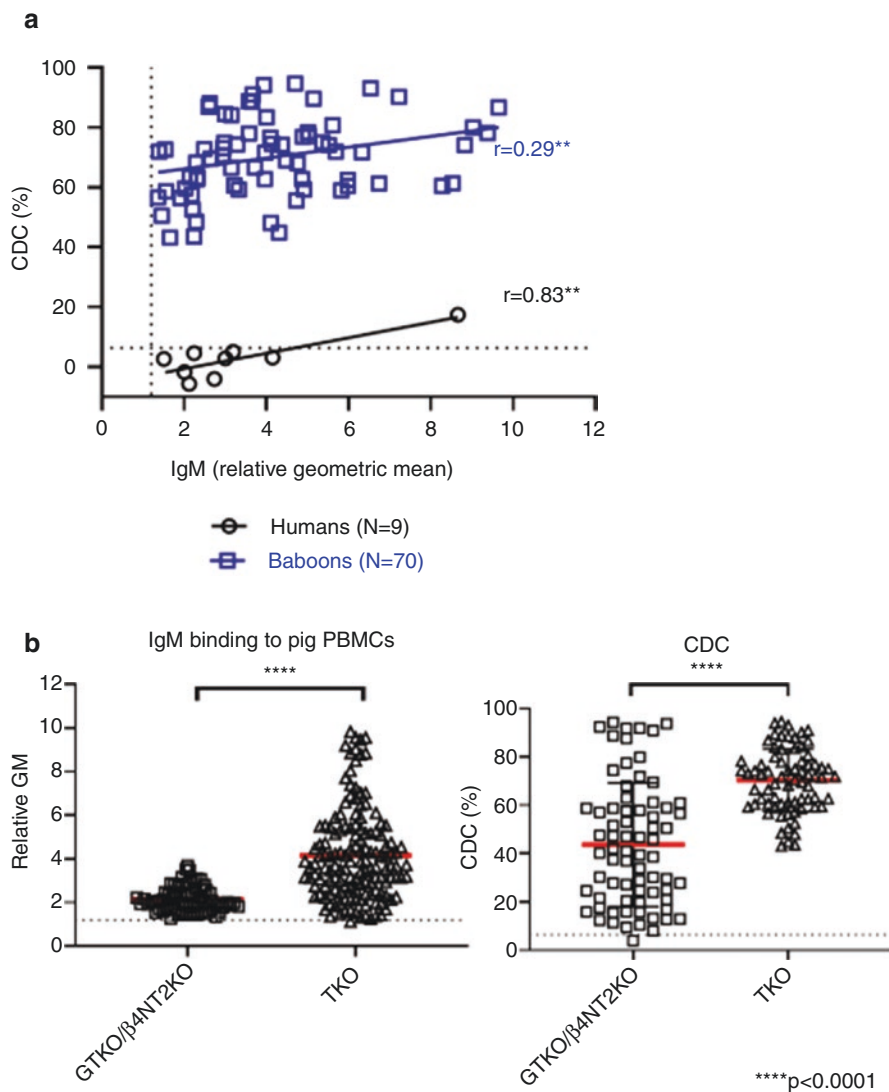 a
100
80
60
40
20
0
CDC (%)
r=0.29**
r=0.83**
0 2 4 6 8 10 12
IgM (relative geometric mean)
Humans (N=9)
Baboons (N=70)
b
IgM binding to pig PBMCs
****
12
10
8
6
4
2
0
Relative GM
GTKO/β4NT2KO
TKO
CDC
****
100
80
60
40
20
0
CDC (%)
GTKO/β4NT2KO
TKO
****p<0.0001